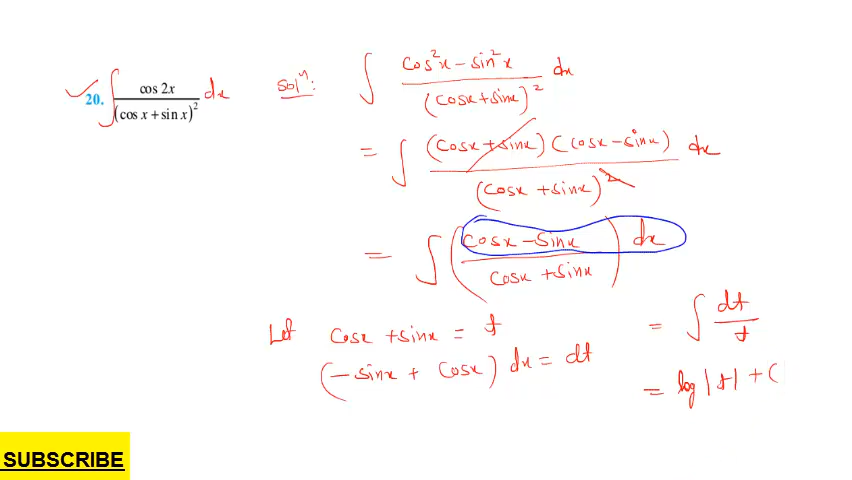 20. ∫ cos 2x / (cos x + sin x)² dx
Solⁿ:
∫ cos²x − sin²x / (cosx + sinx)² dx
= ∫ (cosx + sinx) (cosx − sinx) / (cosx + sinx)² dx
= ∫ (cosx − sinx / cosx + sinx) dx
Let cosx + sinx = t
(− sinx + cosx) dx = dt
= ∫ dt / t
= log |t| + C
SUBSCRIBE